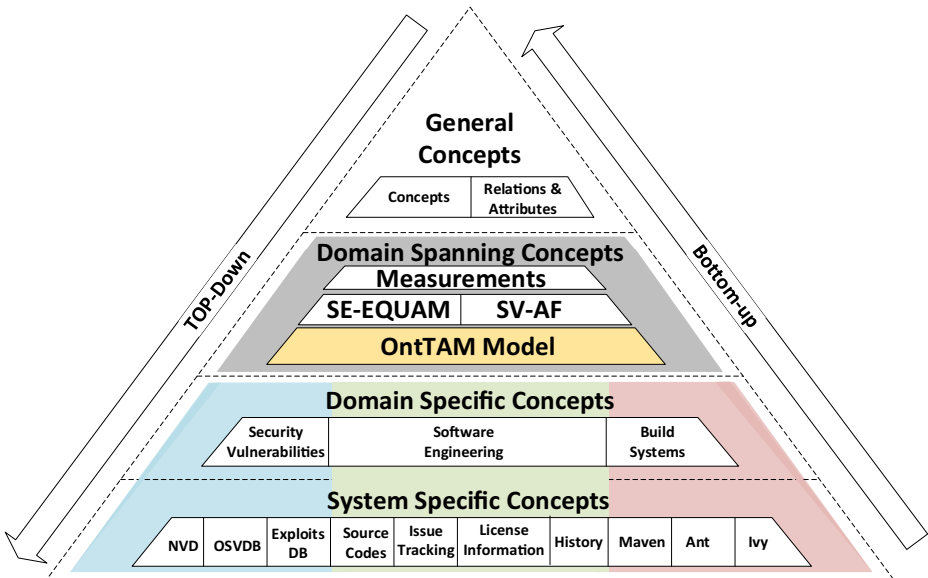 General
Concepts
Concepts
Relations &
Attributes
TOP-Down
Bottom-up
Domain Spanning Concepts
Measurements
SE-EQUAM
SV-AF
OntTAM Model
Domain Specific Concepts
Security
Vulnerabilities
Software
Engineering
Build
Systems
System Specific Concepts
NVD
OSVDB
Exploits
DB
Source
Codes
Issue
Tracking
License
Information
History
Maven
Ant
Ivy